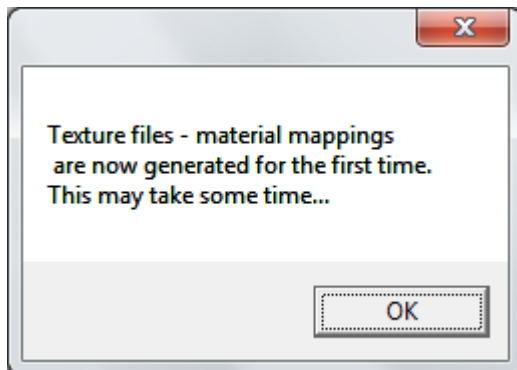 Texture files - material mappings
are now generated for the first time.
This may take some time...
OK